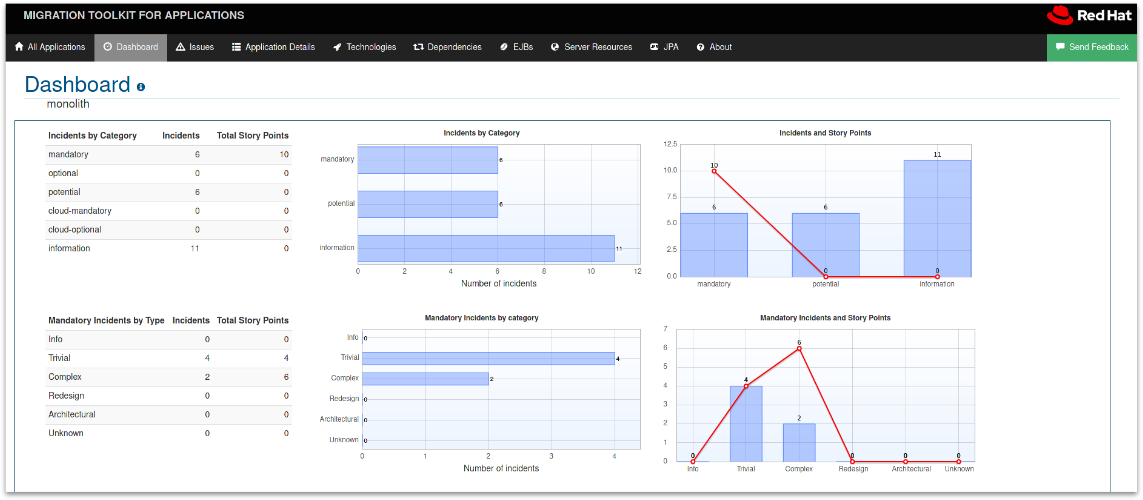 MIGRATION TOOLKIT FOR APPLICATIONS
Red Hat
All Applications Dashboard Issues Application Details Technologies Dependencies EJBs Server Resources JPA About Send Feedback
Dashboard
monolith
Incidents by Category Incidents Total Story Points
mandatory 6 10
optional 0 0
potential 6 0
cloud-mandatory 0 0
cloud-optional 0 0
information 11 0
Incidents by Category
mandatory 6
potential 6
information 11
0 2 4 6 8 10 12
Number of incidents
Incidents and Story Points
12.5
10.0
7.5
5.0
2.5
0.0
10
6
6
0
11
0
mandatory potential information
Mandatory Incidents by Type Incidents Total Story Points
Info 0 0
Trivial 4 4
Complex 2 6
Redesign 0 0
Architectural 0 0
Unknown 0 0
Mandatory Incidents by category
Info 0
Trivial 4
Complex 2
Redesign 0
Architectural 0
Unknown 0
0 1 2 3 4
Number of incidents
Mandatory Incidents and Story Points
7
6
5
4
3
2
1
0
0
4
6
2
0
0
0
Info Trivial Complex Redesign Architectural Unknown